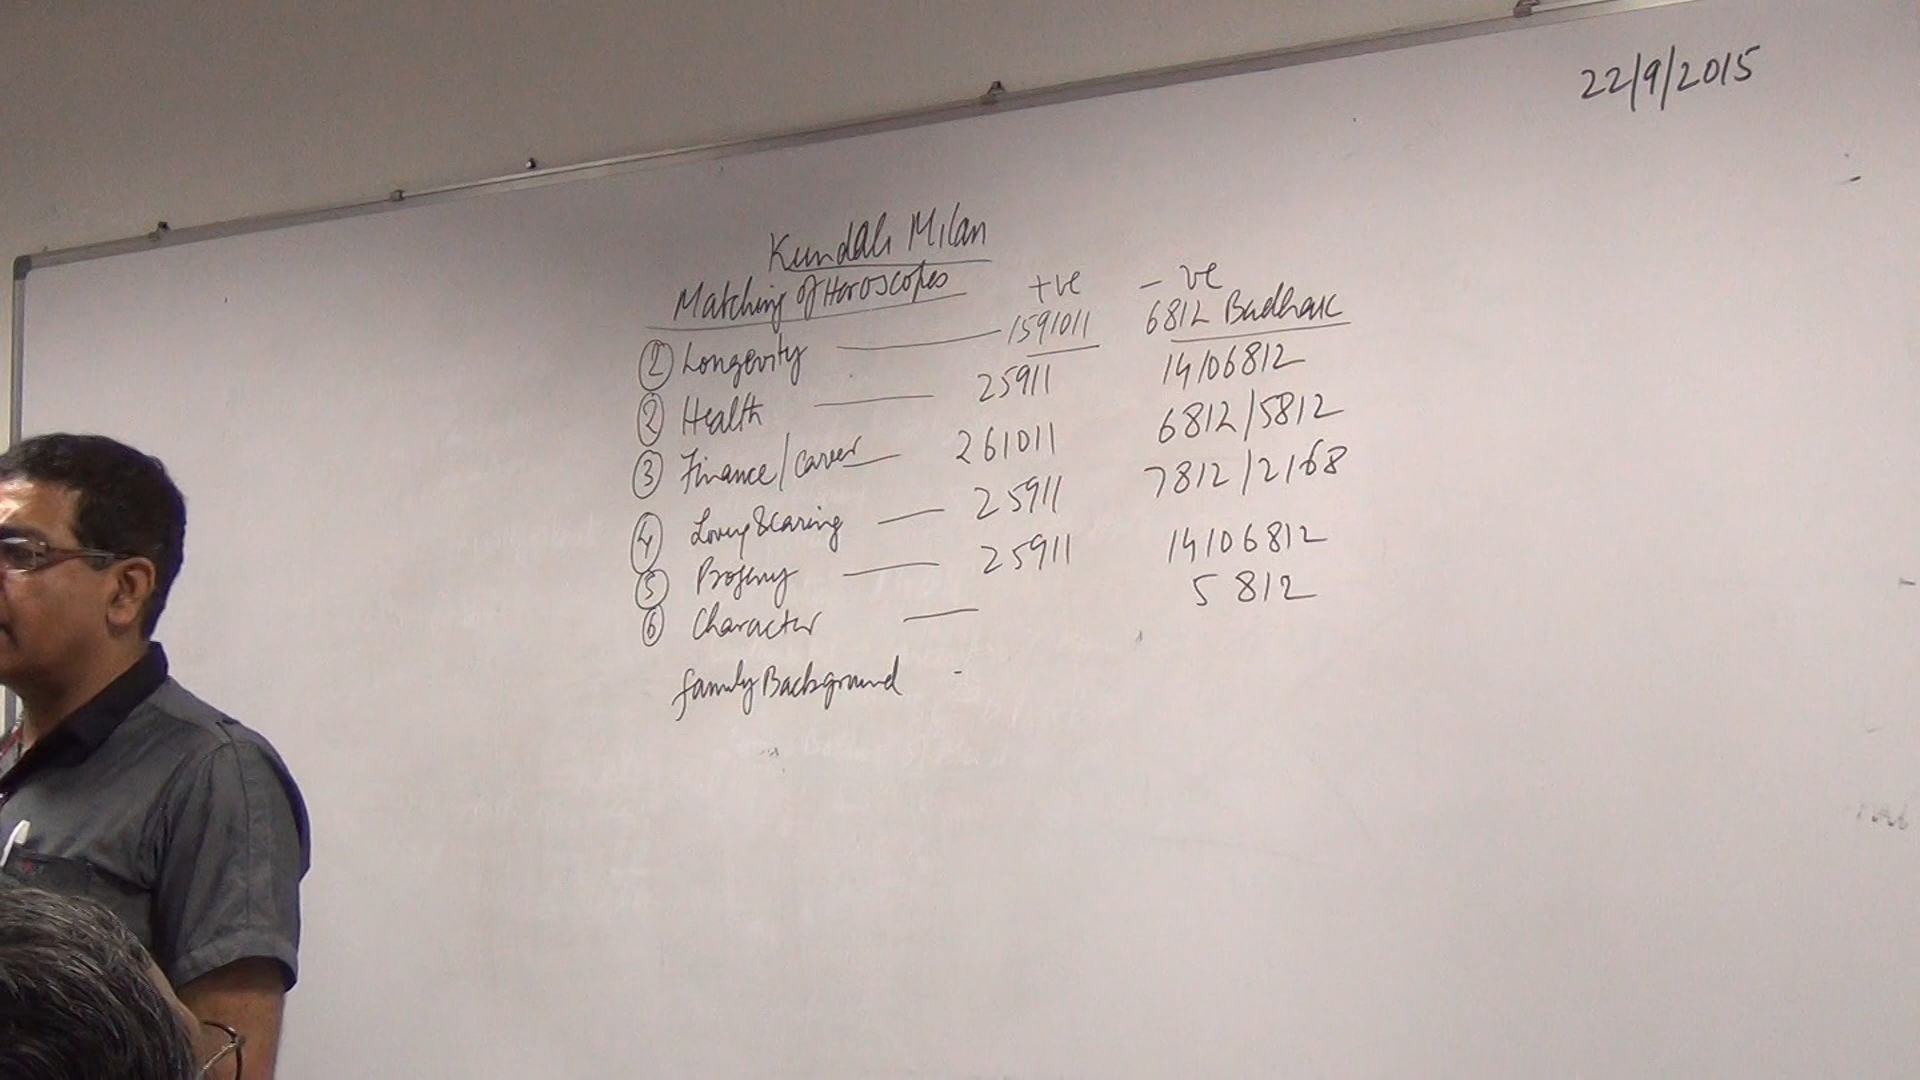 22/9/2015
Kundali Milan
Matching of Horoscopes +ve -ve
② Longevity — 1591011 6812 Badhak
② Health — 25911 14106812
③ Finance/Career — 261011 6812/5812
④ Loving & Caring — 25911 7812/2168
⑤ Progeny — 25911 14106812
⑥ Character — 5812
family Background -